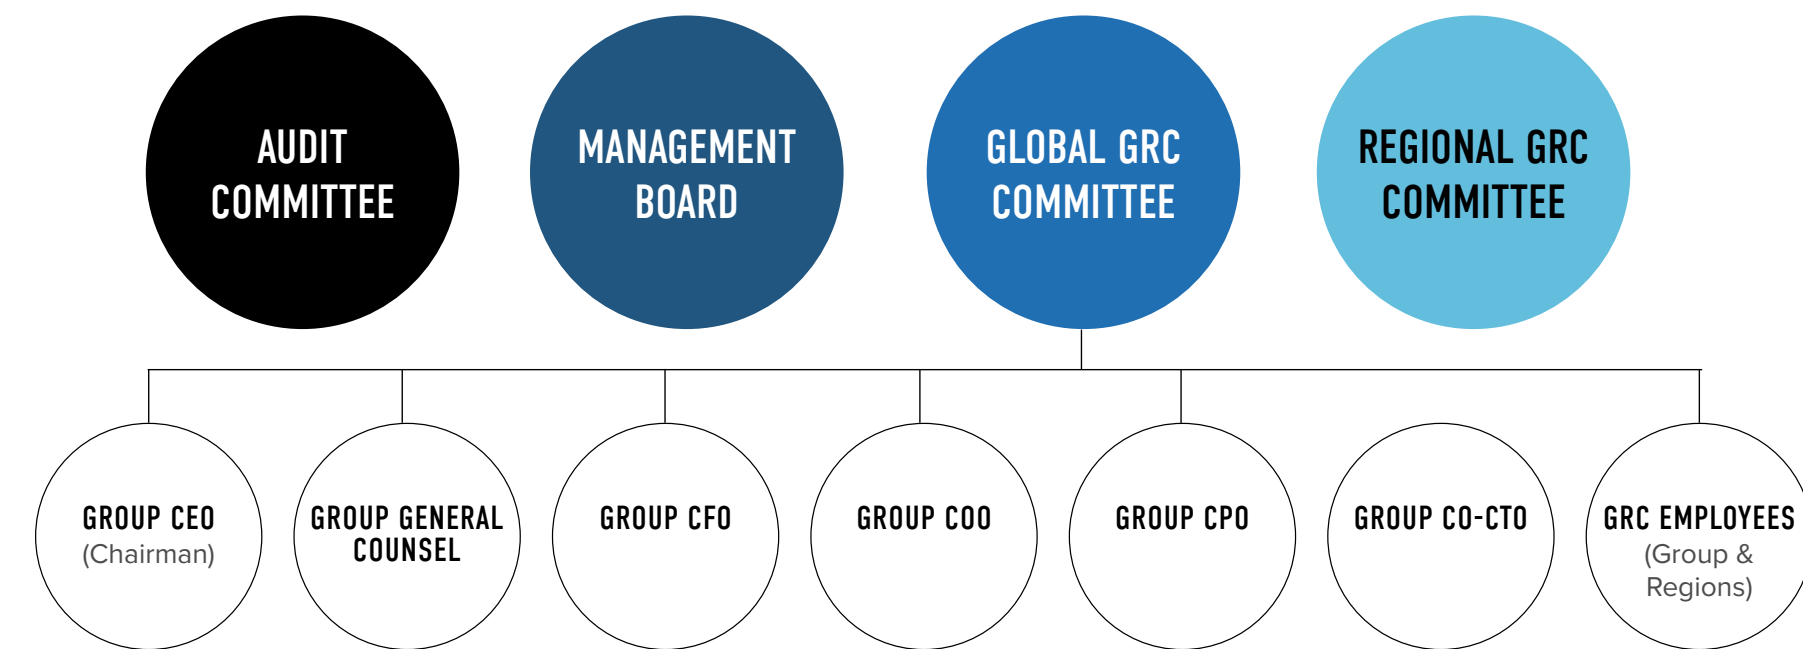 AUDIT
COMMITTEE
MANAGEMENT
BOARD
GLOBAL GRC
COMMITTEE
REGIONAL GRC
COMMITTEE
GROUP CEO
(Chairman)
GROUP GENERAL
COUNSEL
GROUP CFO
GROUP COO
GROUP CPO
GROUP CO-CTO
GRC EMPLOYEES
(Group &
Regions)